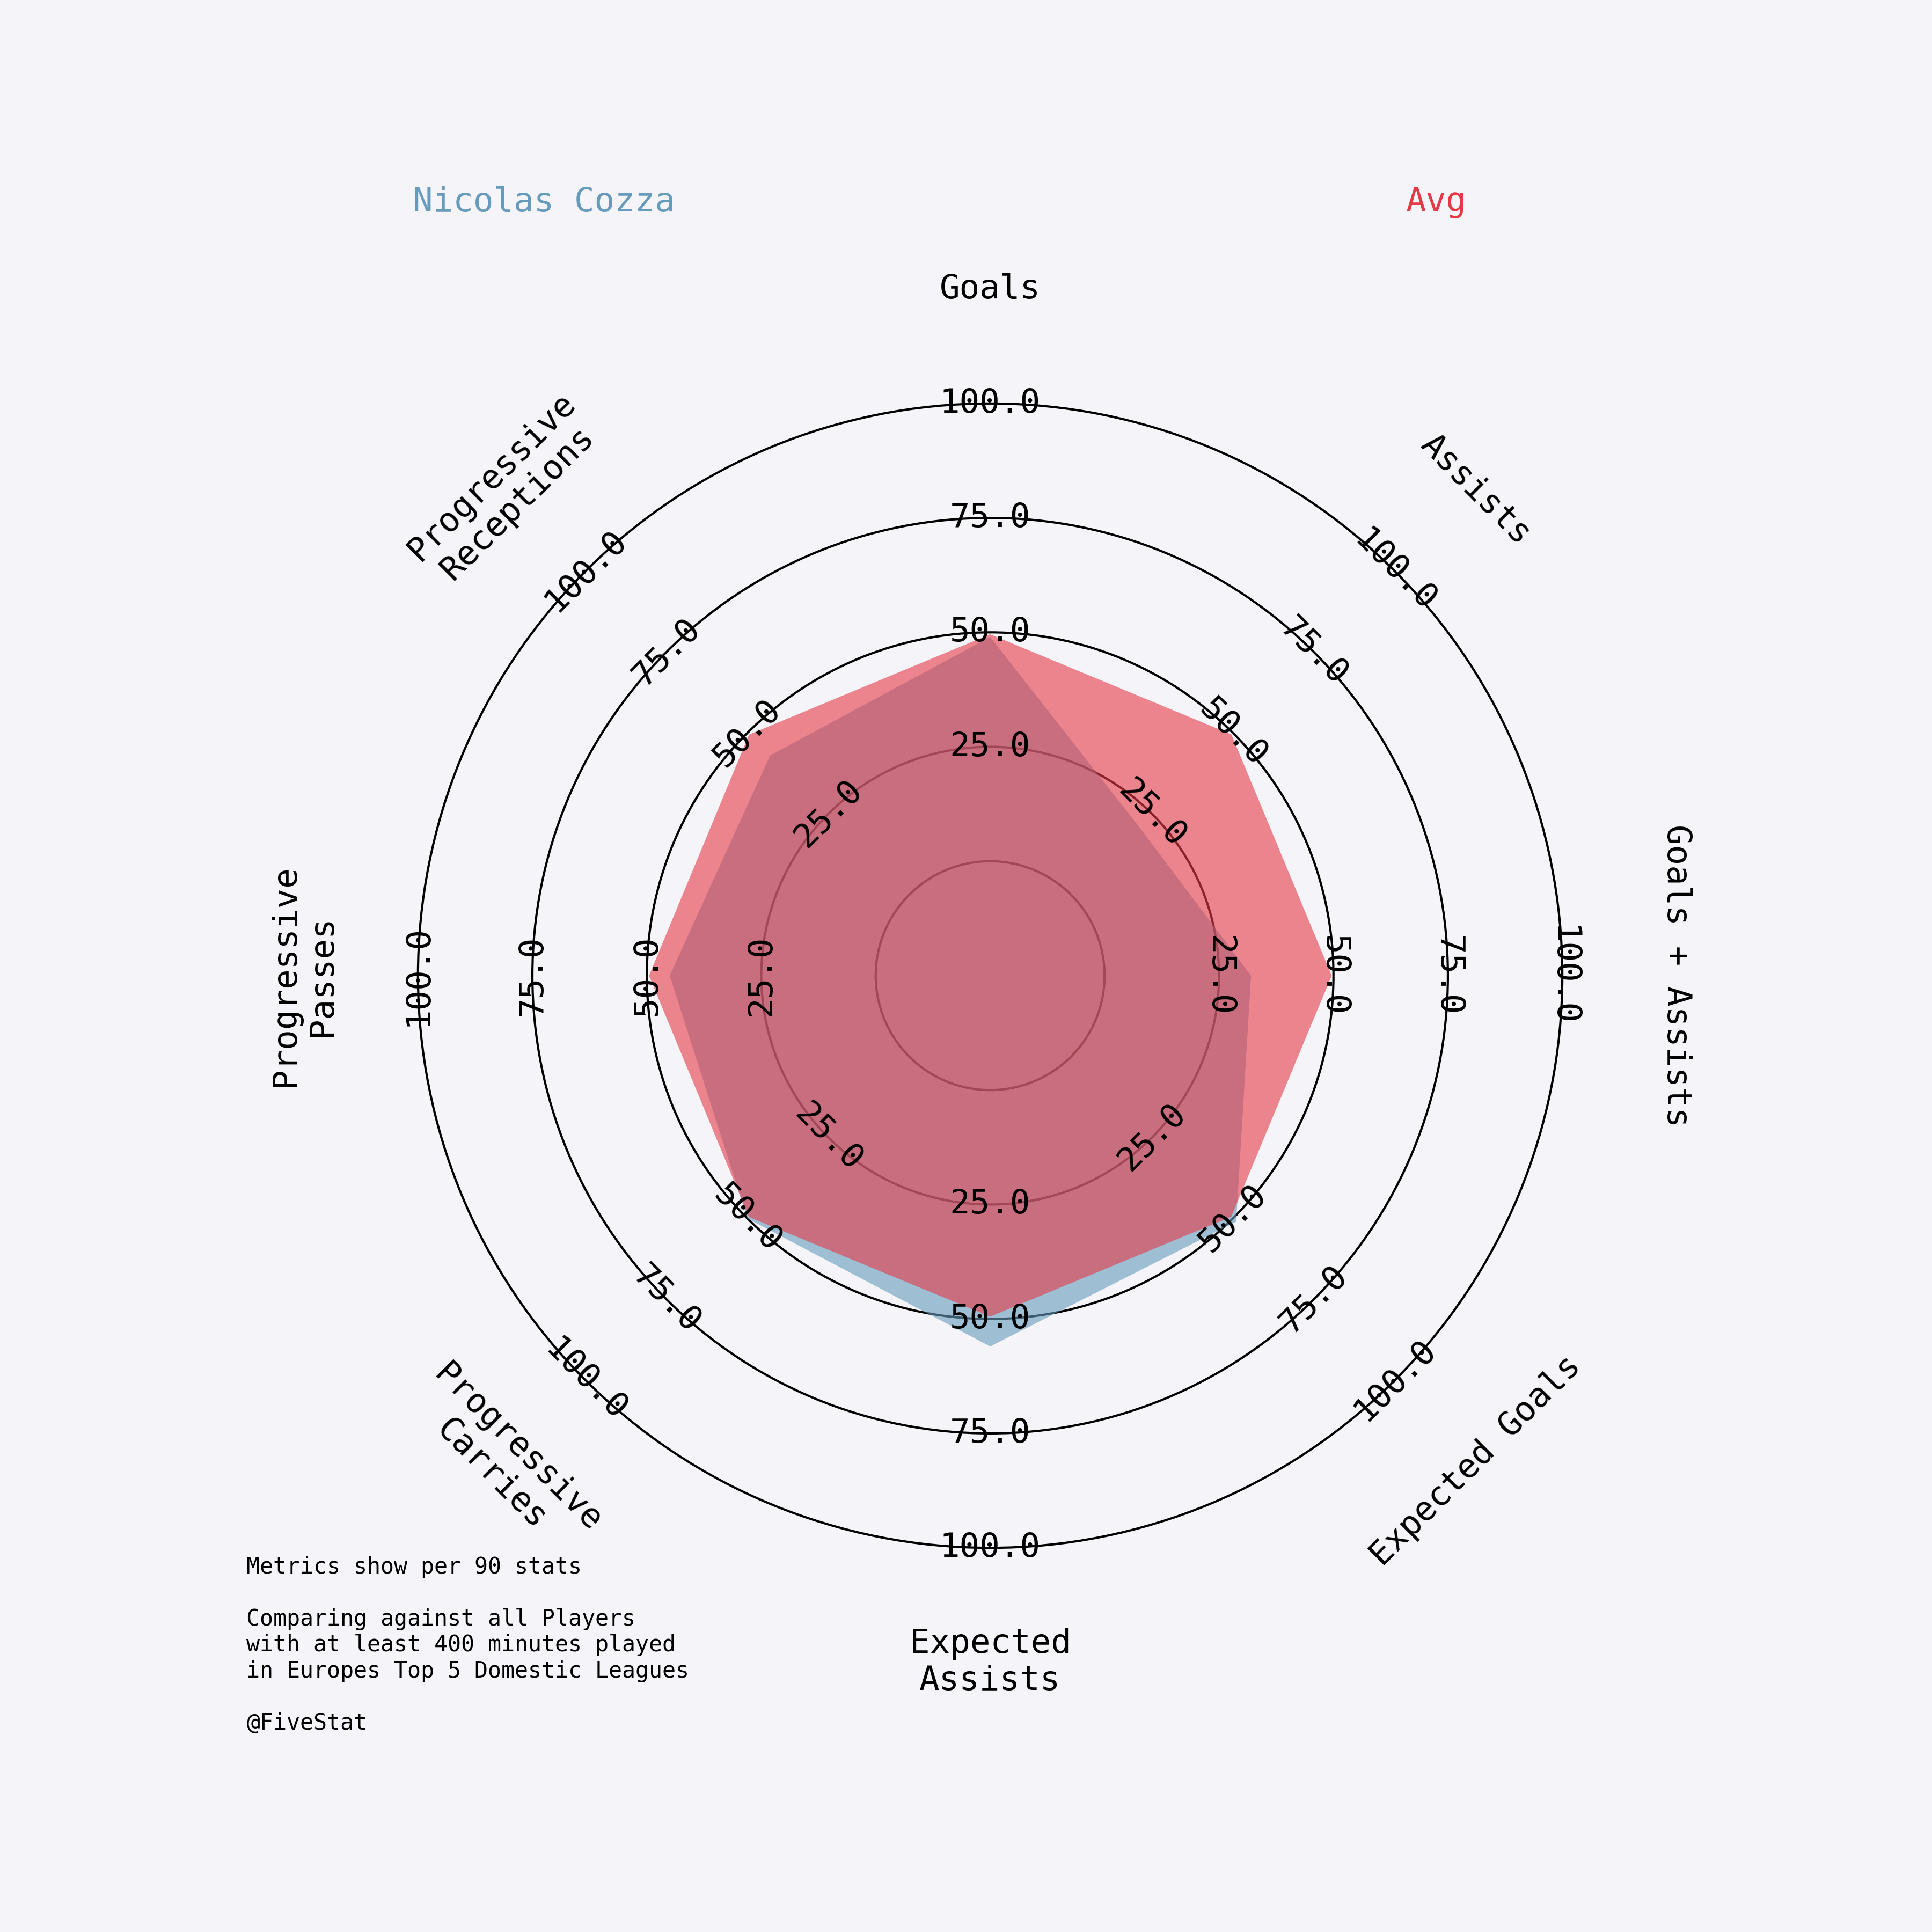 Nicolas Cozza
Avg
Goals
Assists
Goals + Assists
Expected Goals
Expected
Assists
Progressive
Carries
Progressive
Passes
Progressive
Receptions
100.0
75.0
50.0
25.0
100.0
75.0
50.0
25.0
100.0
75.0
50.0
25.0
100.0
75.0
50.0
25.0
25.0
50.0
75.0
100.0
100.0
75.0
50.0
25.0
100.0
75.0
50.0
25.0
100.0
75.0
50.0
25.0
Metrics show per 90 stats
Comparing against all Players
with at least 400 minutes played
in Europes Top 5 Domestic Leagues
@FiveStat